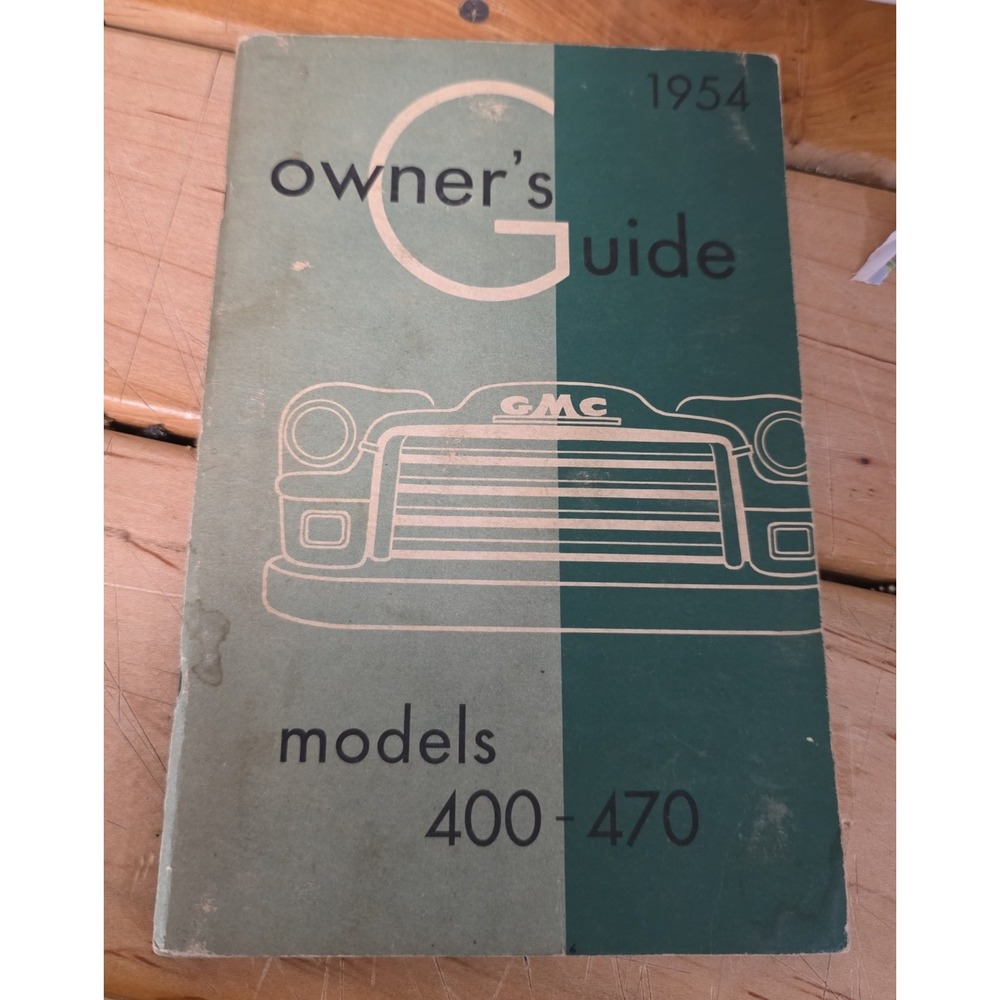 1954
owner's
Guide
GMC
models
400-470